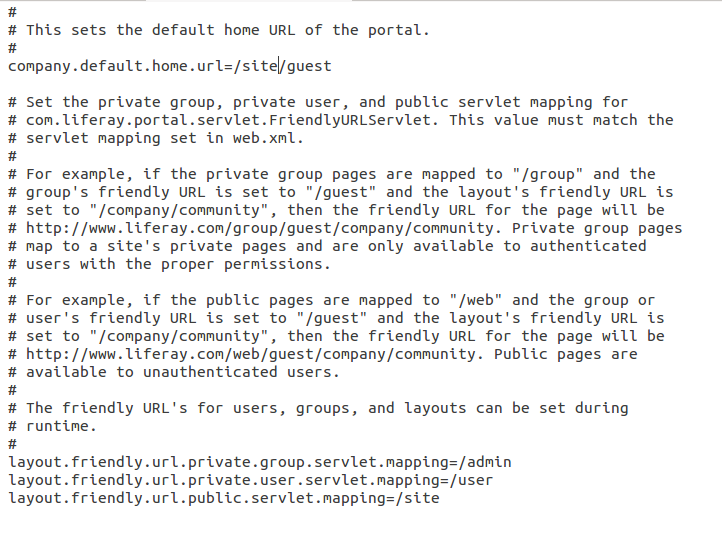 #
# This sets the default home URL of the portal.
#
company.default.home.url=/site/guest
# Set the private group, private user, and public servlet mapping for
# com.liferay.portal.servlet.FriendlyURLServlet. This value must match the
# servlet mapping set in web.xml.
#
# For example, if the private group pages are mapped to "/group" and the
# group's friendly URL is set to "/guest" and the layout's friendly URL is
# set to "/company/community", then the friendly URL for the page will be
# http://www.liferay.com/group/guest/company/community. Private group pages
# map to a site's private pages and are only available to authenticated
# users with the proper permissions.
#
# For example, if the public pages are mapped to "/web" and the group or
# user's friendly URL is set to "/guest" and the layout's friendly URL is
# set to "/company/community", then the friendly URL for the page will be
# http://www.liferay.com/web/guest/company/community. Public pages are
# available to unauthenticated users.
#
# The friendly URL's for users, groups, and layouts can be set during
# runtime.
#
layout.friendly.url.private.group.servlet.mapping=/admin
layout.friendly.url.private.user.servlet.mapping=/user
layout.friendly.url.public.servlet.mapping=/site